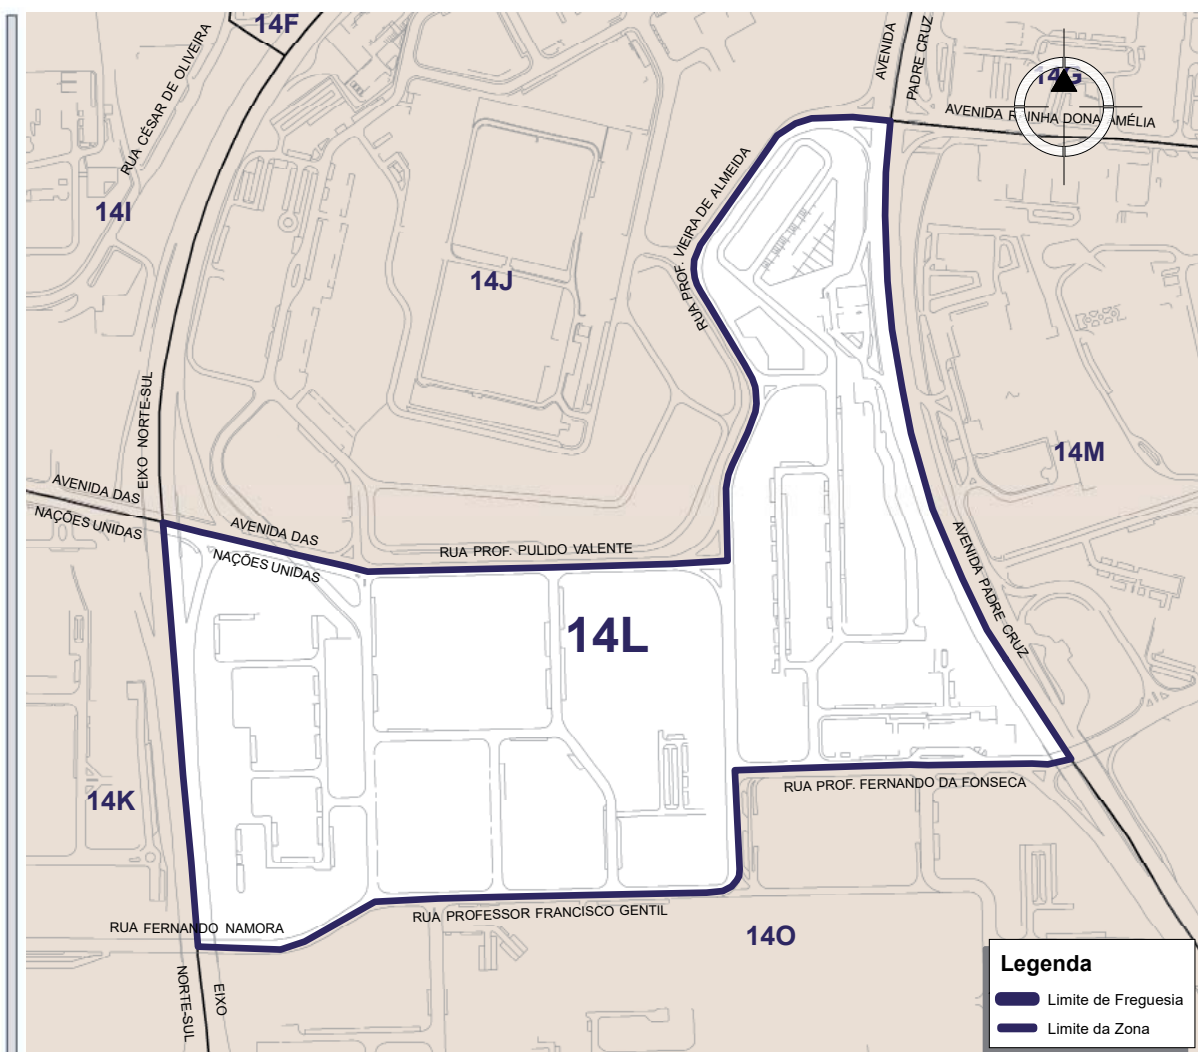 14F
AVENIDA
PADRE CRUZ
14G
AVENIDA RAINHA DONA AMÉLIA
RUA CÉSAR DE OLIVEIRA
14I
RUA PROF. VIEIRA DE ALMEIDA
14J
EIXO NORTE-SUL
14M
AVENIDA DAS
NAÇÕES UNIDAS
AVENIDA DAS
NAÇÕES UNIDAS
RUA PROF. PULIDO VALENTE
AVENIDA PADRE CRUZ
14L
14K
RUA PROF. FERNANDO DA FONSECA
RUA FERNANDO NAMORA
RUA PROFESSOR FRANCISCO GENTIL
14O
NORTE-SUL
EIXO
Legenda
Limite de Freguesia
Limite da Zona